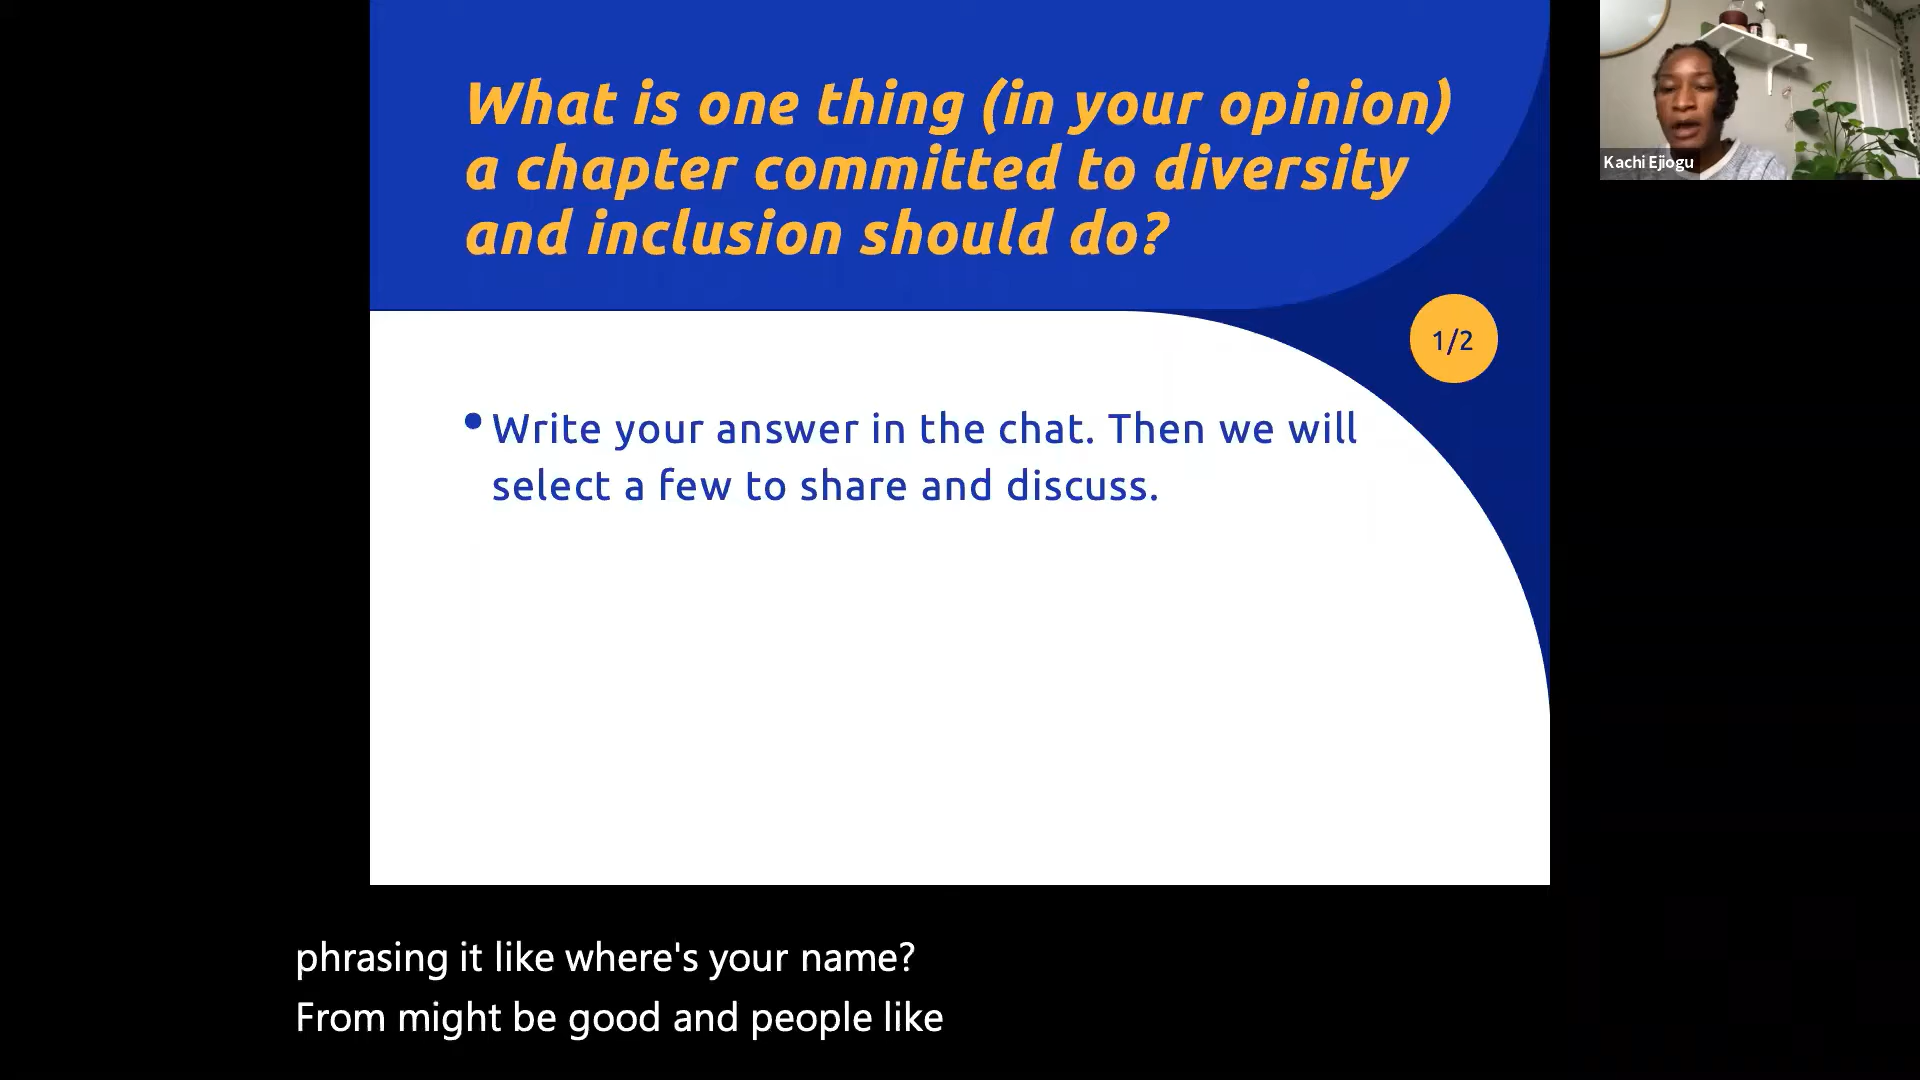 What is one thing (in your opinion)
a chapter committed to diversity
and inclusion should do?
1/2
• Write your answer in the chat. Then we will
select a few to share and discuss.
Kachi Ejiogu
phrasing it like where's your name?
From might be good and people like